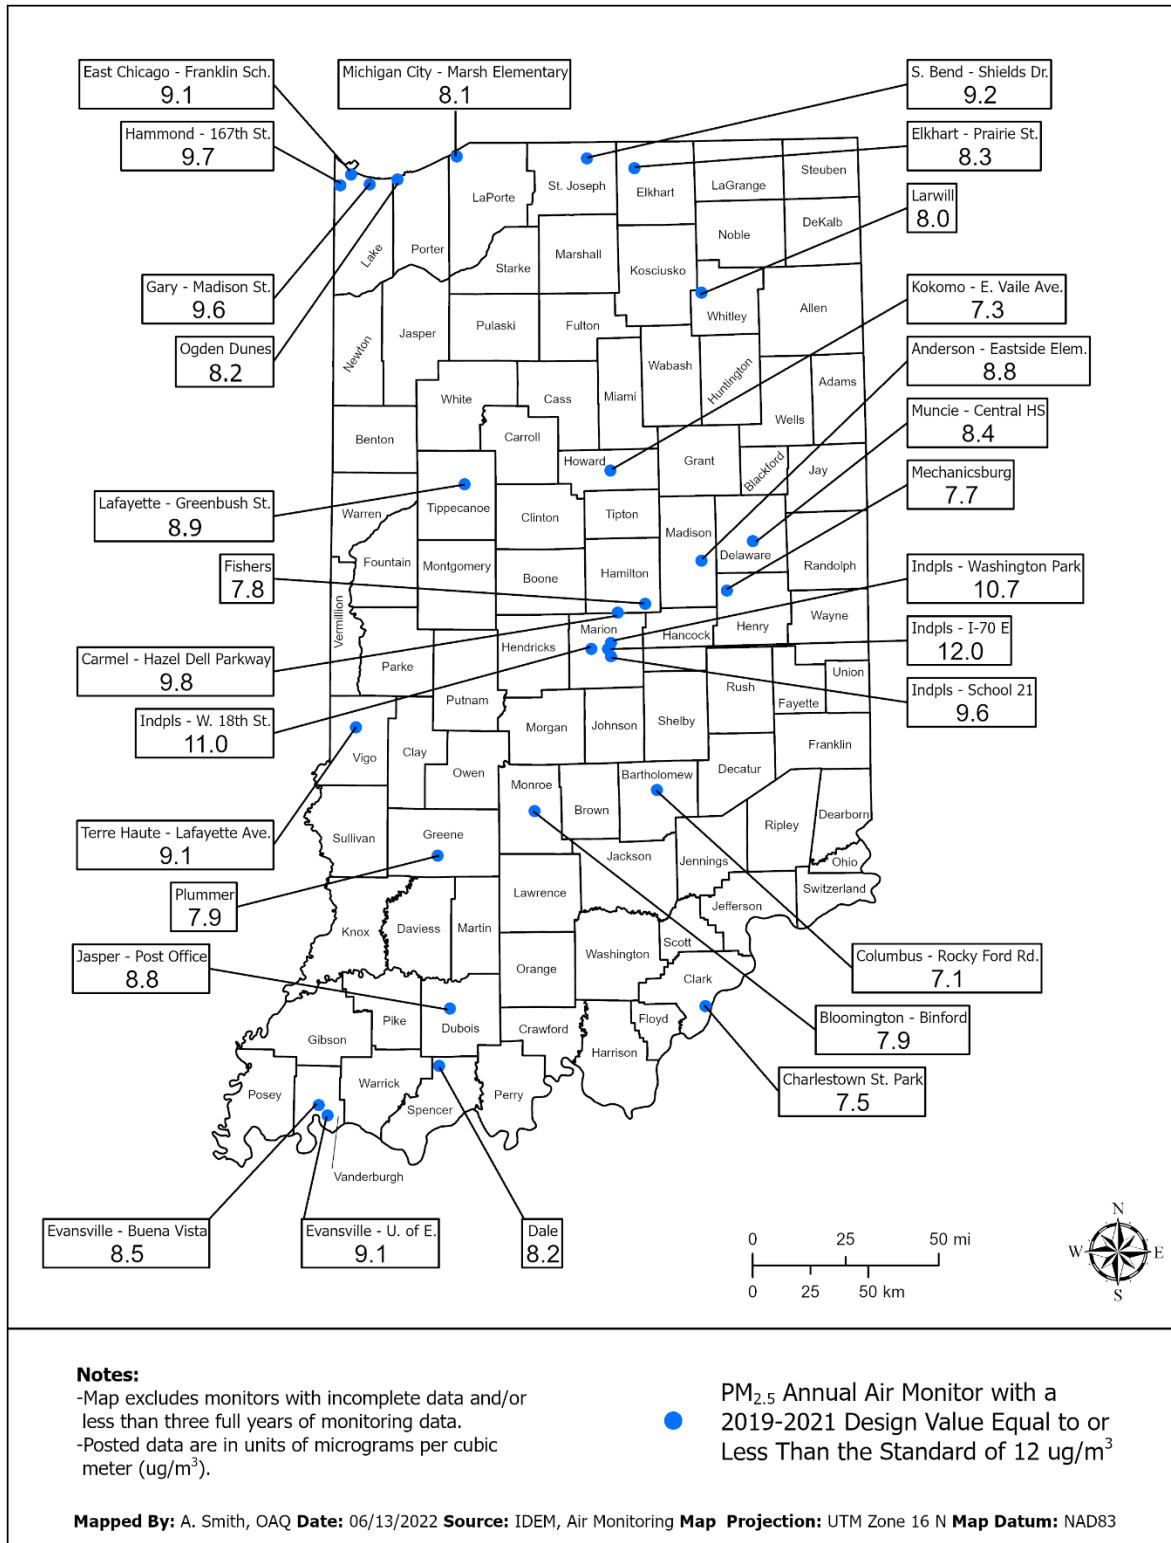 East Chicago - Franklin Sch.
9.1
Michigan City - Marsh Elementary
8.1
S. Bend - Shields Dr.
9.2
Hammond - 167th St.
9.7
Elkhart - Prairie St.
8.3
Larwill
8.0
Gary - Madison St.
9.6
Kokomo - E. Vaile Ave.
7.3
Ogden Dunes
8.2
Anderson - Eastside Elem.
8.8
Muncie - Central HS
8.4
Mechanicsburg
7.7
Lafayette - Greenbush St.
8.9
Fishers
7.8
Indpls - Washington Park
10.7
Indpls - I-70 E
12.0
Carmel - Hazel Dell Parkway
9.8
Indpls - School 21
9.6
Indpls - W. 18th St.
11.0
Terre Haute - Lafayette Ave.
9.1
Plummer
7.9
Jasper - Post Office
8.8
Columbus - Rocky Ford Rd.
7.1
Bloomington - Binford
7.9
Charlestown St. Park
7.5
Evansville - Buena Vista
8.5
Evansville - U. of E.
9.1
Dale
8.2
LaPorte
St. Joseph
Elkhart
LaGrange
Steuben
Lake
Porter
Starke
Marshall
Kosciusko
Noble
DeKalb
Newton
Jasper
Pulaski
Fulton
Whitley
Allen
White
Cass
Miami
Wabash
Huntington
Wells
Adams
Benton
Carroll
Howard
Grant
Blackford
Jay
Warren
Tippecanoe
Clinton
Tipton
Madison
Delaware
Randolph
Fountain
Montgomery
Boone
Hamilton
Vermillion
Parke
Hendricks
Marion
Hancock
Henry
Wayne
Putnam
Morgan
Johnson
Shelby
Rush
Fayette
Union
Vigo
Clay
Owen
Monroe
Brown
Bartholomew
Decatur
Franklin
Sullivan
Greene
Jackson
Jennings
Ripley
Dearborn
Ohio
Switzerland
Knox
Daviess
Martin
Lawrence
Jefferson
Scott
Washington
Orange
Clark
Gibson
Pike
Dubois
Crawford
Floyd
Harrison
Posey
Warrick
Spencer
Perry
Vanderburgh
0 25 50 mi
0 25 50 km
N
W E
S
Notes:
-Map excludes monitors with incomplete data and/or
less than three full years of monitoring data.
-Posted data are in units of micrograms per cubic
meter (ug/m³).
PM₂.₅ Annual Air Monitor with a
2019-2021 Design Value Equal to or
Less Than the Standard of 12 ug/m³
Mapped By: A. Smith, OAQ Date: 06/13/2022 Source: IDEM, Air Monitoring Map Projection: UTM Zone 16 N Map Datum: NAD83